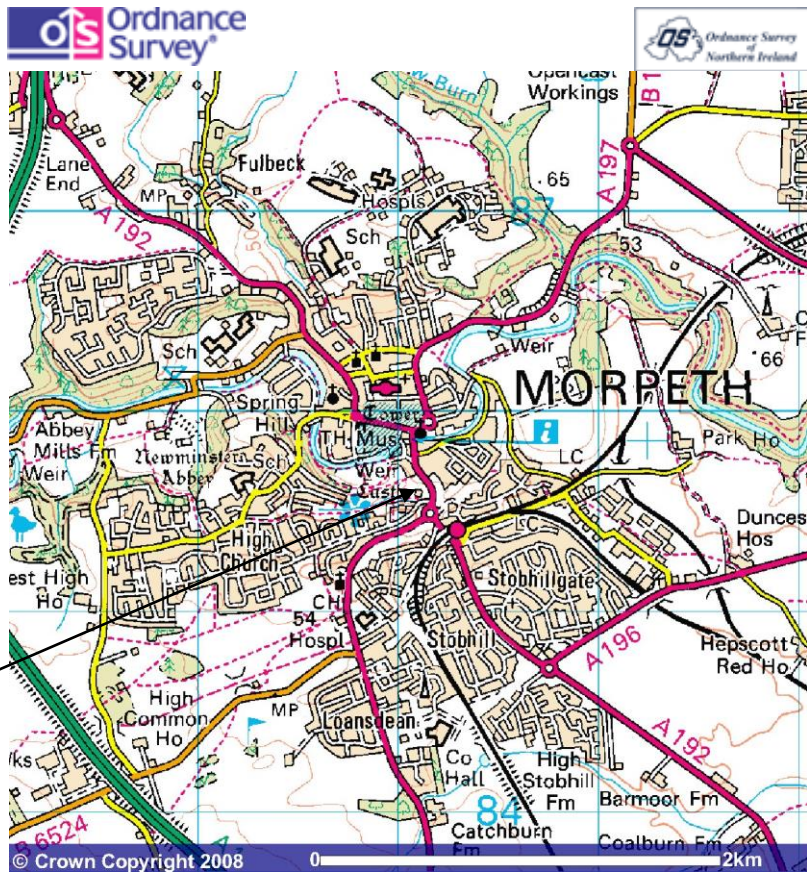 Ordnance
Survey®
OS
Ordnance Survey
of
Northern Ireland
w Burn
Opencast
Workings
B 1
Lane
End
Fulbeck
MP
A 192
Hospls
65
A 197
87
Sch
53
50
Sch
Weir
66
MORPETH
Spring
Hill
Tower
TH
Mus
i
Abbey
Mills Fm
Weir
Newminster
Abbey
Sch
Weir
LC
Park Ho
LC
High
Church
Dunces
Hos
est High
Ho
Stobhillgate
CH
54
Hospl
Stobhill
A 196
Hepscott
Red Ho
High
Common
Ho
MP
Loansdean
A 192
wks
Co
Hall
High
Stobhill
Fm
84
Barmoor Fm
B 6524
Catchburn
Fm
Coalburn Fm
© Crown Copyright 2008
0
2km